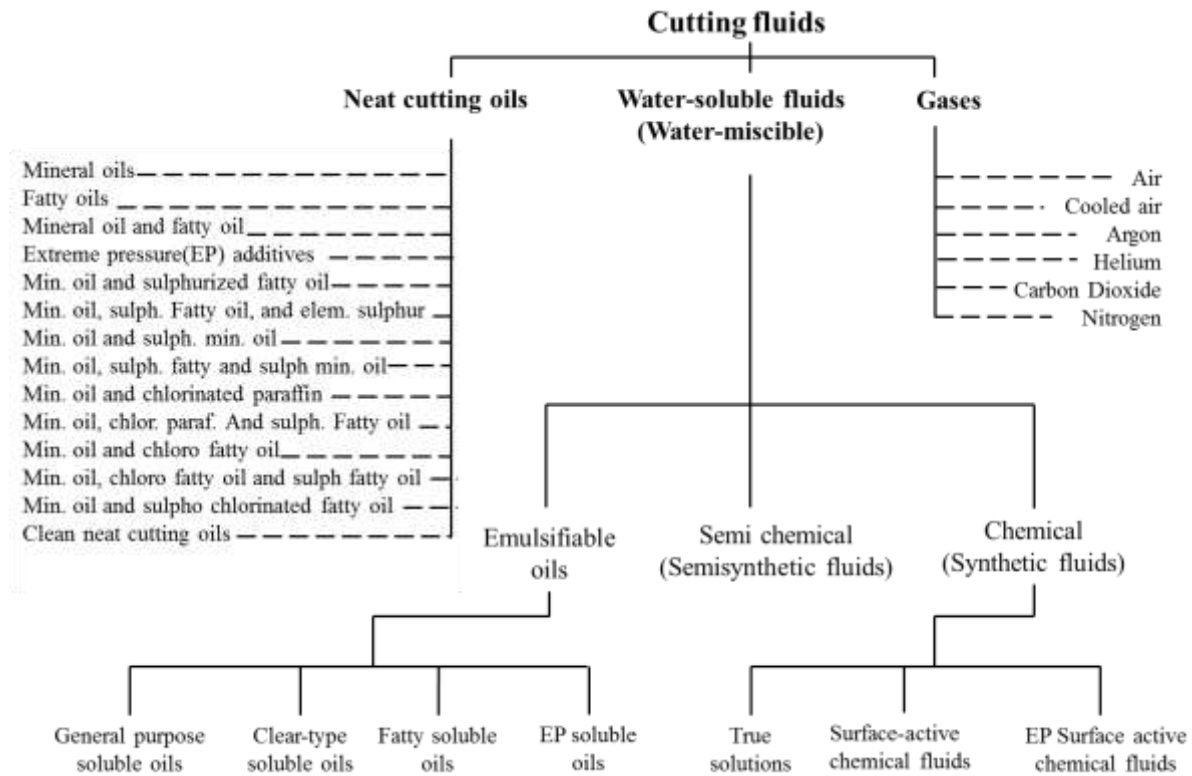 Cutting fluids
Neat cutting oils
Water-soluble fluids
(Water-miscible)
Gases
Mineral oils
Fatty oils
Mineral oil and fatty oil
Extreme pressure(EP) additives
Min. oil and sulphurized fatty oil
Min. oil, sulph. Fatty oil, and elem. sulphur
Min. oil and sulph. min. oil
Min. oil, sulph. fatty and sulph min. oil
Min. oil and chlorinated paraffin
Min. oil, chlor. paraf. And sulph. Fatty oil
Min. oil and chloro fatty oil
Min. oil, chloro fatty oil and sulph fatty oil
Min. oil and sulpho chlorinated fatty oil
Clean neat cutting oils
Air
Cooled air
Argon
Helium
Carbon Dioxide
Nitrogen
Emulsifiable
oils
Semi chemical
(Semisynthetic fluids)
Chemical
(Synthetic fluids)
General purpose
soluble oils
Clear-type
soluble oils
Fatty soluble
oils
EP soluble
oils
True
solutions
Surface-active
chemical fluids
EP Surface active
chemical fluids